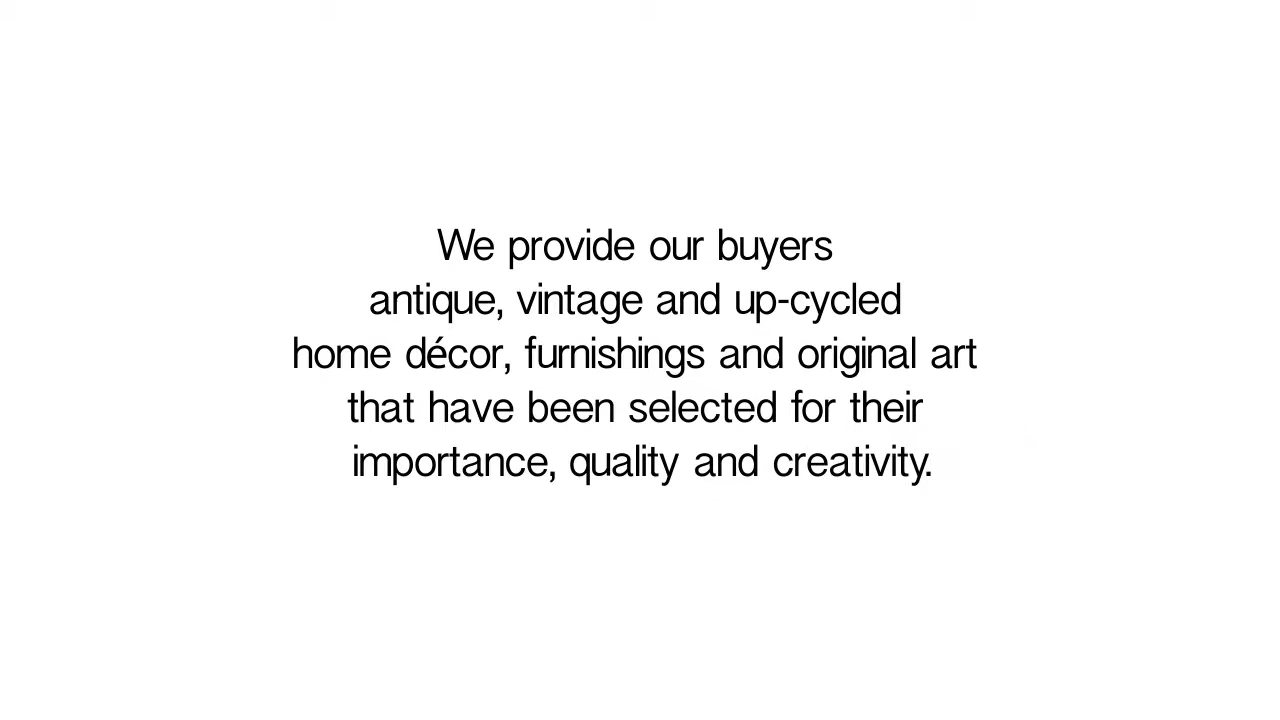 We provide our buyers
antique, vintage and up-cycled
home décor, furnishings and original art
that have been selected for their
importance, quality and creativity.